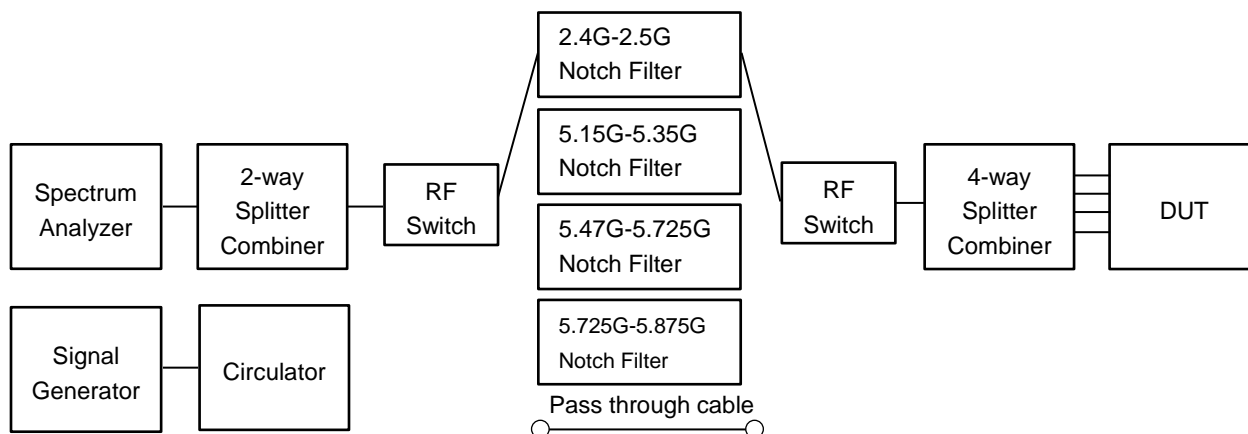 2.4G-2.5G
Notch Filter
5.15G-5.35G
Notch Filter
5.47G-5.725G
Notch Filter
5.725G-5.875G
Notch Filter
Pass through cable
Spectrum
Analyzer
2-way
Splitter
Combiner
RF
Switch
RF
Switch
4-way
Splitter
Combiner
DUT
Signal
Generator
Circulator